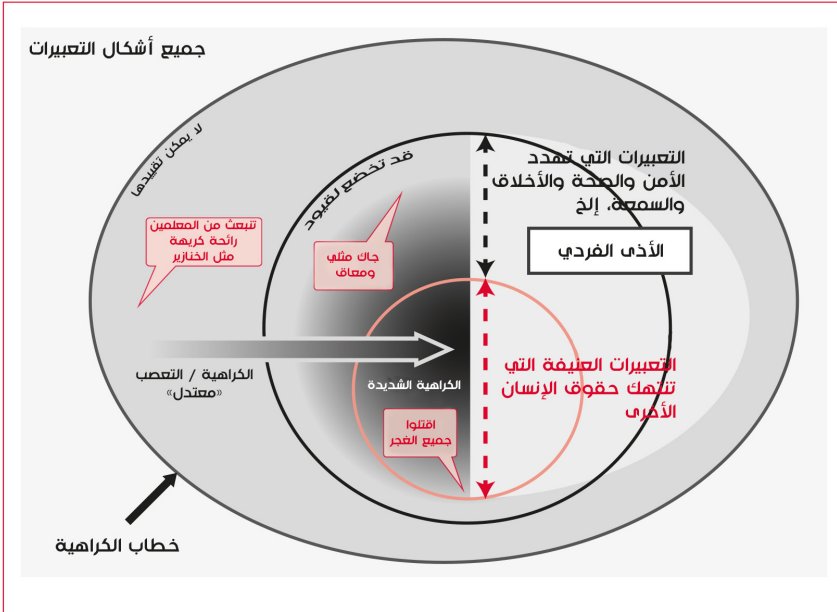 جميع أشكال التعبيرات
لا يمكن تقييدها
قد تخضع لقيود
التعبيرات التي تهدد
الأمن والصحة والأخلاق
والسمعة، إلخ
الأذى الفردي
تنبعث من المعلمين
رائحة كريهة
مثل الخنازير
جاك مثلي
ومعاق
الكراهية / التعصب
«معتدل»
الكراهية الشديدة
التعبيرات العنيفة التي
تنتهك حقوق الإنسان
الأخرى
اقتلوا
جميع الغجر
خطاب الكراهية